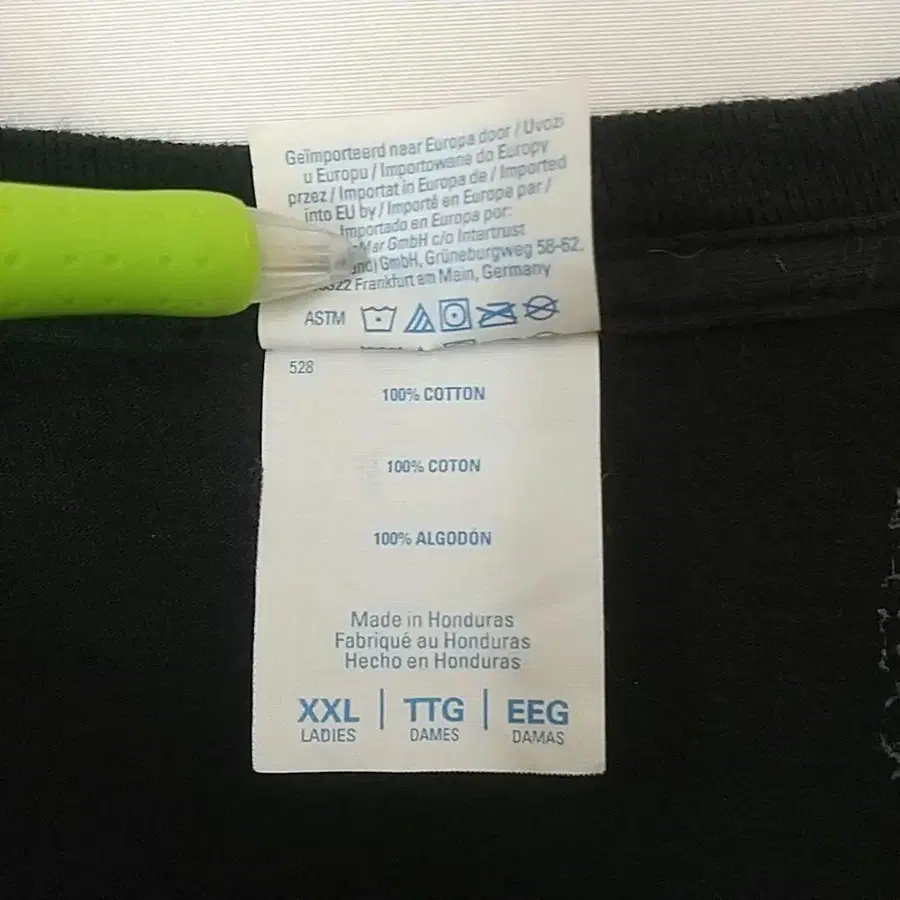 Geïmporteerd naar Europa door / Uvozi
u Europu / Importowane do Europy
przez / Importat in Europa de / Imported
into EU by / Importé en Europe par /
Importado en Europa por:
GmbH c/o Intertrust
GmbH, Grüneburgweg 58-62.
Frankfurt am Main, Germany
ASTM
528
100% COTTON
100% COTON
100% ALGODÓN
Made in Honduras
Fabriqué au Honduras
Hecho en Honduras
XXL | TTG | EEG
LADIES DAMES DAMAS